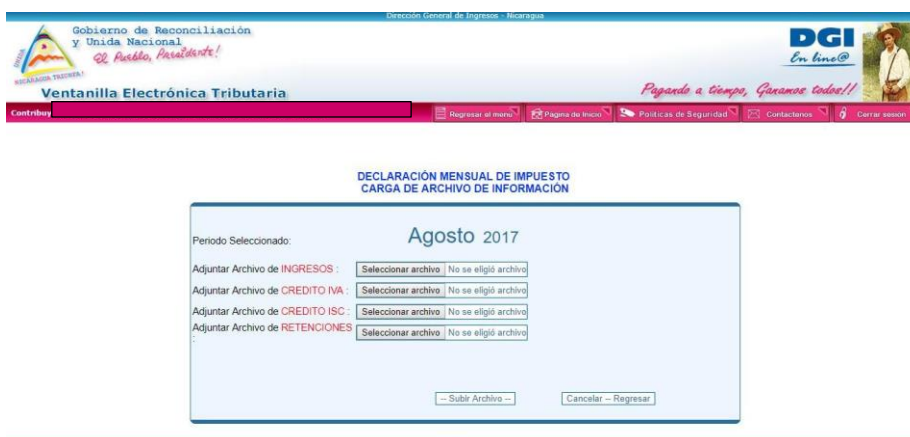 Dirección General de Ingresos - Nicaragua
Gobierno de Reconciliación
y Unida Nacional
El Pueblo, Presidente!
NICARAGUA TRIUNFA!
UNIDA
DGI
En line@
Ventanilla Electrónica Tributaria
Pagando a tiempo, Ganamos todos!!
Contribuy
Regresar el menú
Pagina de Inicio
Politicas de Seguridad
Contactenos
Cerrar sesion
DECLARACIÓN MENSUAL DE IMPUESTO
CARGA DE ARCHIVO DE INFORMACIÓN
Periodo Seleccionado: Agosto 2017
Adjuntar Archivo de INGRESOS : Seleccionar archivo No se eligió archivo
Adjuntar Archivo de CREDITO IVA : Seleccionar archivo No se eligió archivo
Adjuntar Archivo de CREDITO ISC : Seleccionar archivo No se eligió archivo
Adjuntar Archivo de RETENCIONES Seleccionar archivo No se eligió archivo
:
-- Subir Archivo -- Cancelar -- Regresar